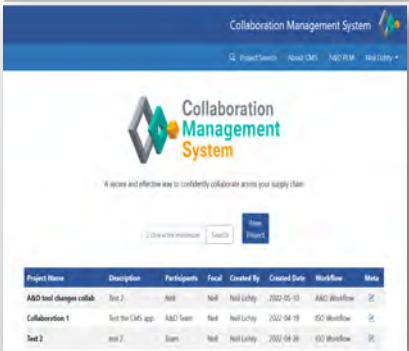 Collaboration Management System
Project Search About CMS A&D PLM Neil Lichty
Collaboration
Management
System
A secure and effective way to confidently collaborate across your supply chain
2 character minimum Search New Project
Project Name Description Participants Focal Created By Created Date Workflow Meta
A&D tool changes collab Test 2 Neil Neil Neil Lichty 2022-05-10 A&D Workflow
Collaboration 1 Test the CMS app A&D Team Neil Neil Lichty 2022-04-19 ISO Workflow
Test 2 test 2 Team Neil Neil Lichty 2022-04-26 ISO Workflow